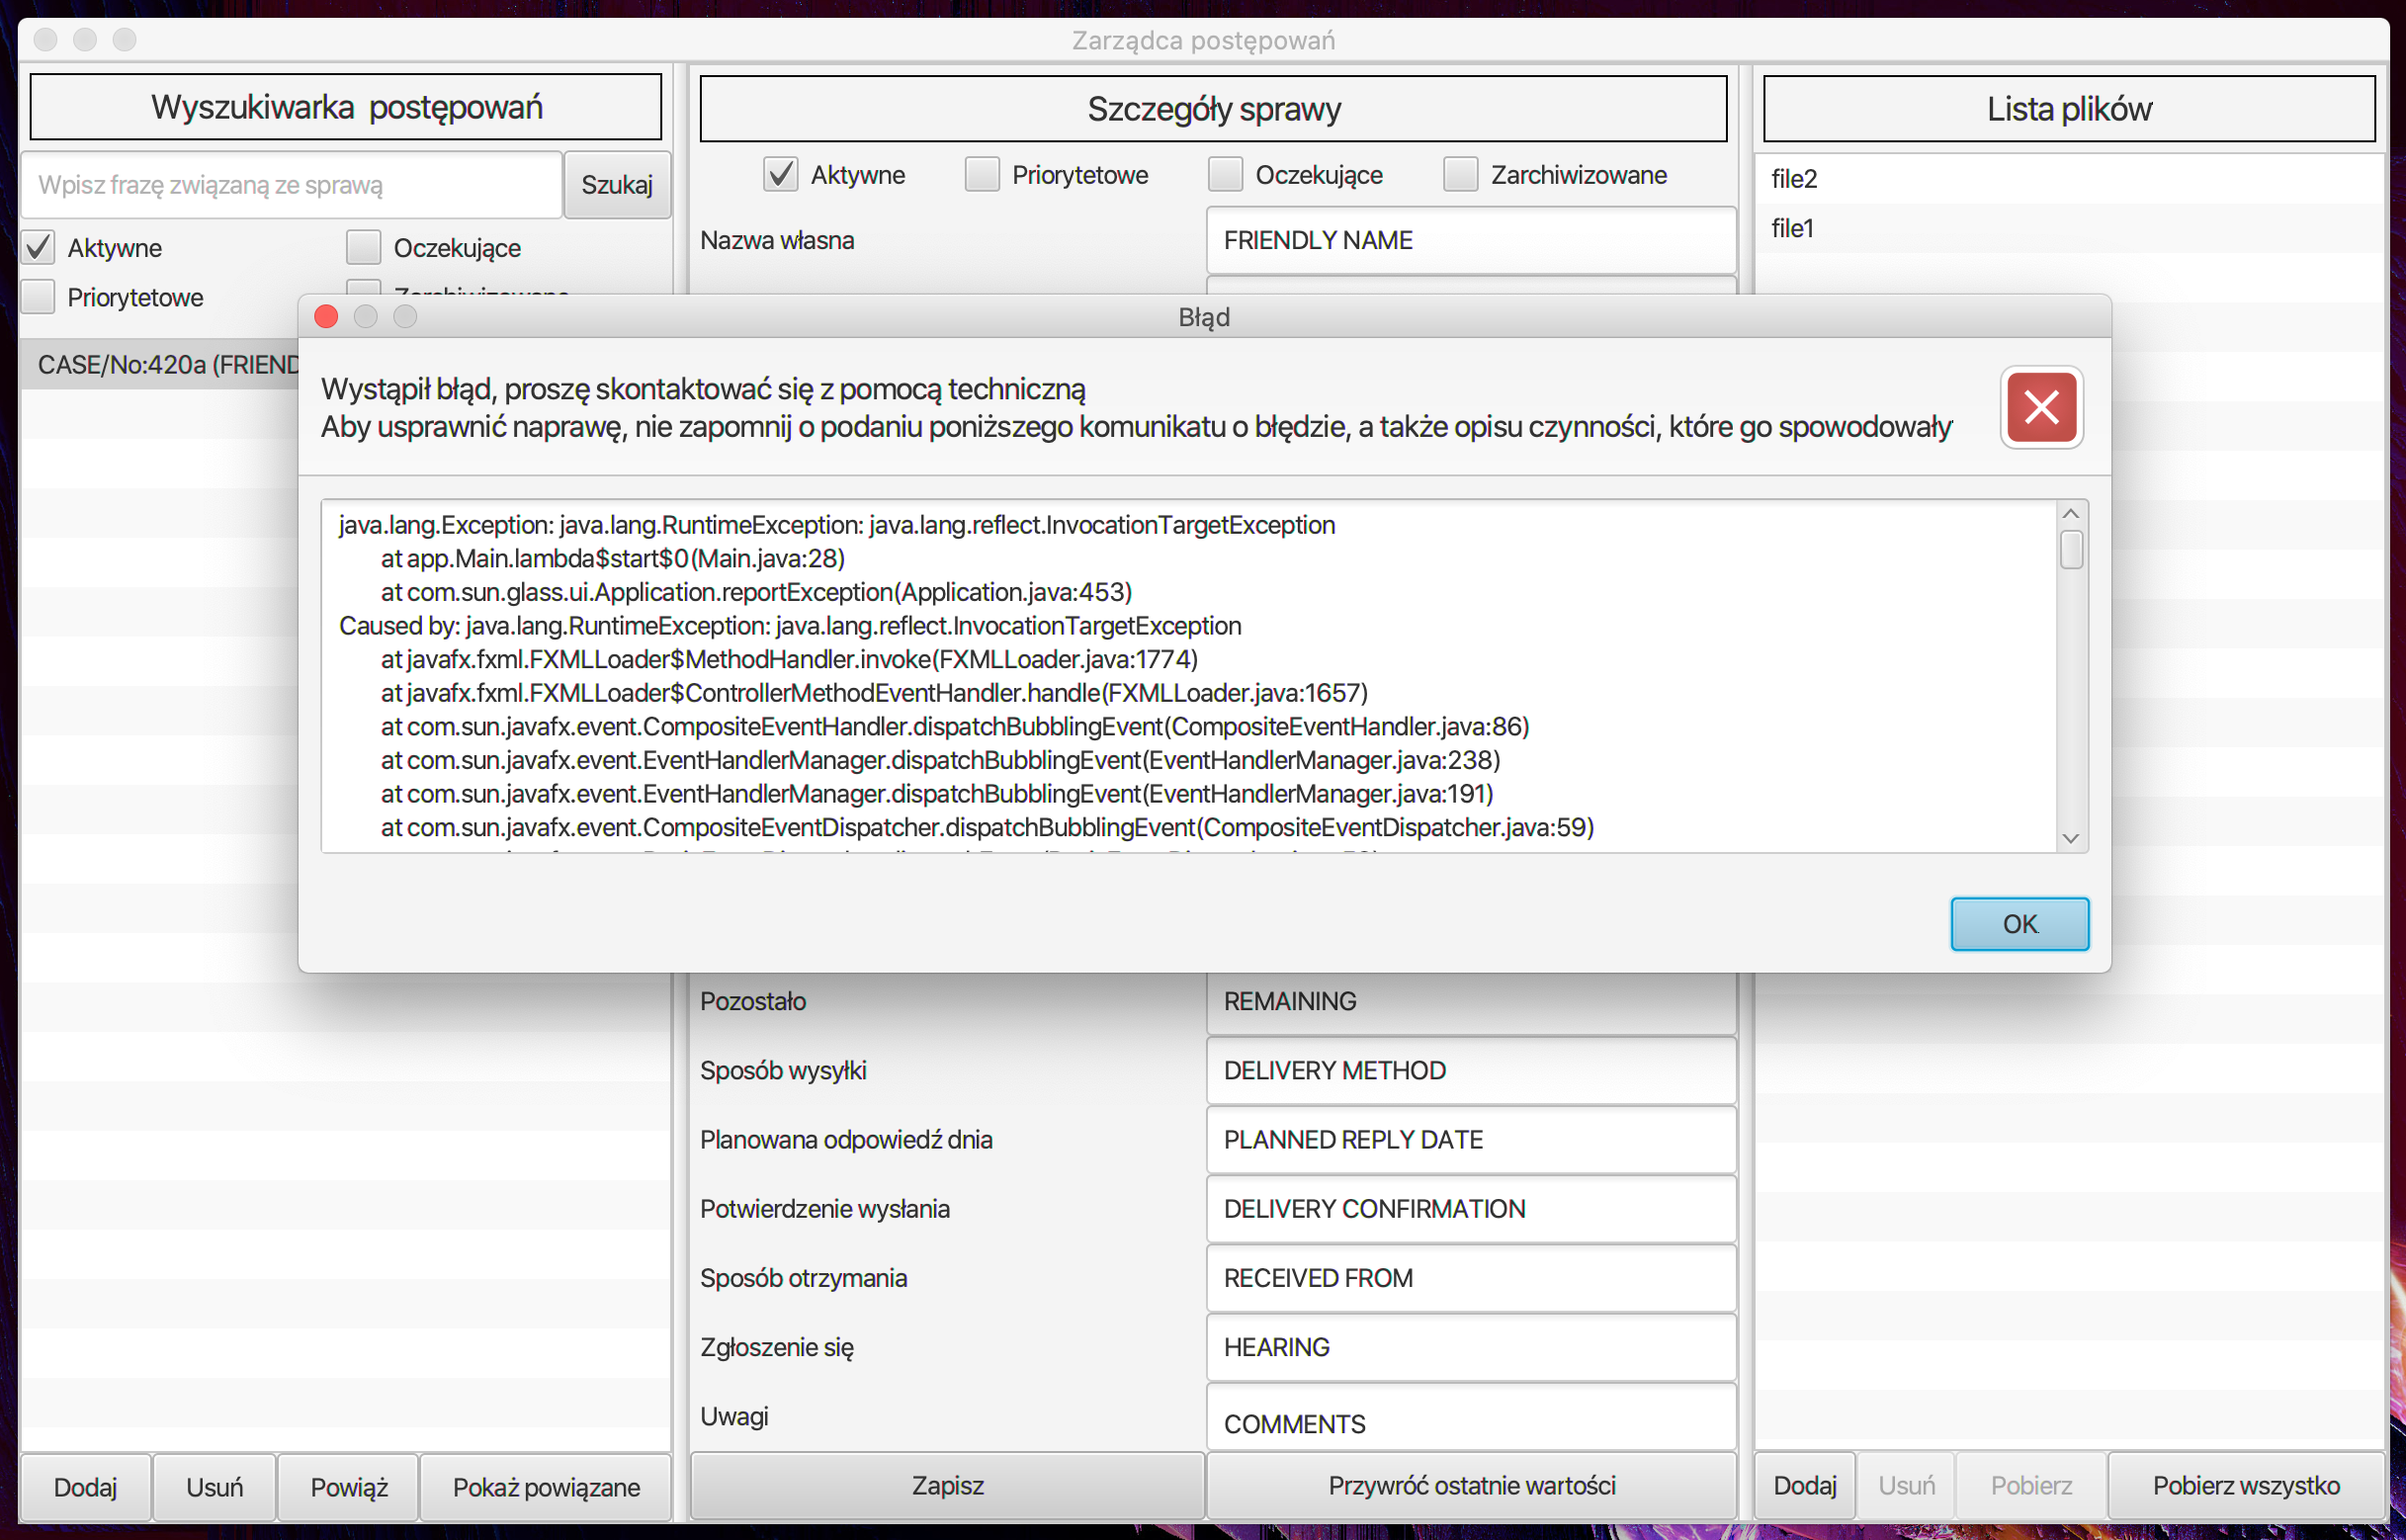 Zarządca postępowań
Wyszukiwarka postępowań
Wpisz frazę związaną ze sprawą
Szukaj
Aktywne
Oczekujące
Priorytetowe
Zarchiwizowane
CASE/No:420a (FRIEND
Szczegóły sprawy
Aktywne
Priorytetowe
Oczekujące
Zarchiwizowane
Nazwa własna
FRIENDLY NAME
Lista plików
file2
file1
Błąd
Wystąpił błąd, proszę skontaktować się z pomocą techniczną
Aby usprawnić naprawę, nie zapomnij o podaniu poniższego komunikatu o błędzie, a także opisu czynności, które go spowodowały
java.lang.Exception: java.lang.RuntimeException: java.lang.reflect.InvocationTargetException
at app.Main.lambda$start$0(Main.java:28)
at com.sun.glass.ui.Application.reportException(Application.java:453)
Caused by: java.lang.RuntimeException: java.lang.reflect.InvocationTargetException
at javafx.fxml.FXMLLoader$MethodHandler.invoke(FXMLLoader.java:1774)
at javafx.fxml.FXMLLoader$ControllerMethodEventHandler.handle(FXMLLoader.java:1657)
at com.sun.javafx.event.CompositeEventHandler.dispatchBubblingEvent(CompositeEventHandler.java:86)
at com.sun.javafx.event.EventHandlerManager.dispatchBubblingEvent(EventHandlerManager.java:238)
at com.sun.javafx.event.EventHandlerManager.dispatchBubblingEvent(EventHandlerManager.java:191)
at com.sun.javafx.event.CompositeEventDispatcher.dispatchBubblingEvent(CompositeEventDispatcher.java:59)
OK
Pozostało
REMAINING
Sposób wysyłki
DELIVERY METHOD
Planowana odpowiedź dnia
PLANNED REPLY DATE
Potwierdzenie wysłania
DELIVERY CONFIRMATION
Sposób otrzymania
RECEIVED FROM
Zgłoszenie się
HEARING
Uwagi
COMMENTS
Dodaj
Usuń
Powiąż
Pokaż powiązane
Zapisz
Przywróć ostatnie wartości
Dodaj
Usuń
Pobierz
Pobierz wszystko